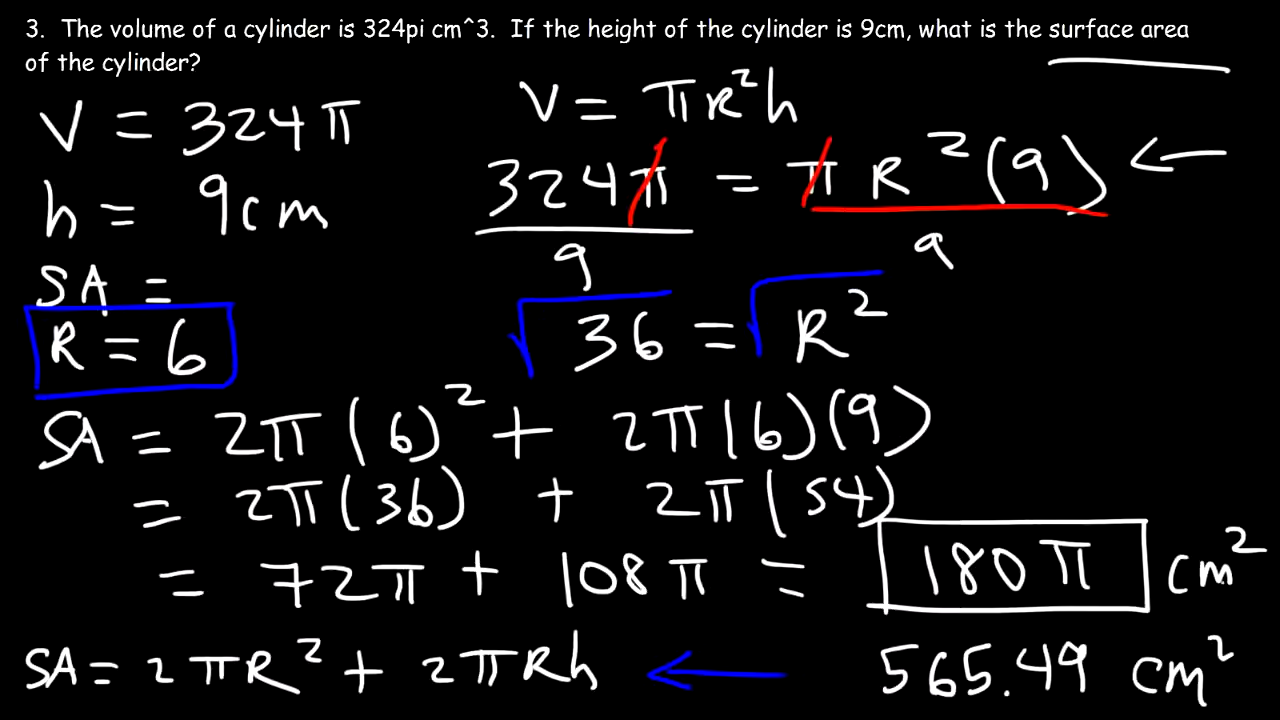 3. The volume of a cylinder is 324pi cm^3. If the height of the cylinder is 9cm, what is the surface area
of the cylinder?
V = 324π
h = 9cm
SA =
R = 6
V = πR²h
324π = πR²(9)
9 9
√36 = √R²
SA = 2π(6)² + 2π(6)(9)
= 2π(36) + 2π(54)
= 72π + 108π = 180π cm²
SA = 2πR² + 2πRh ←
565.49 cm²